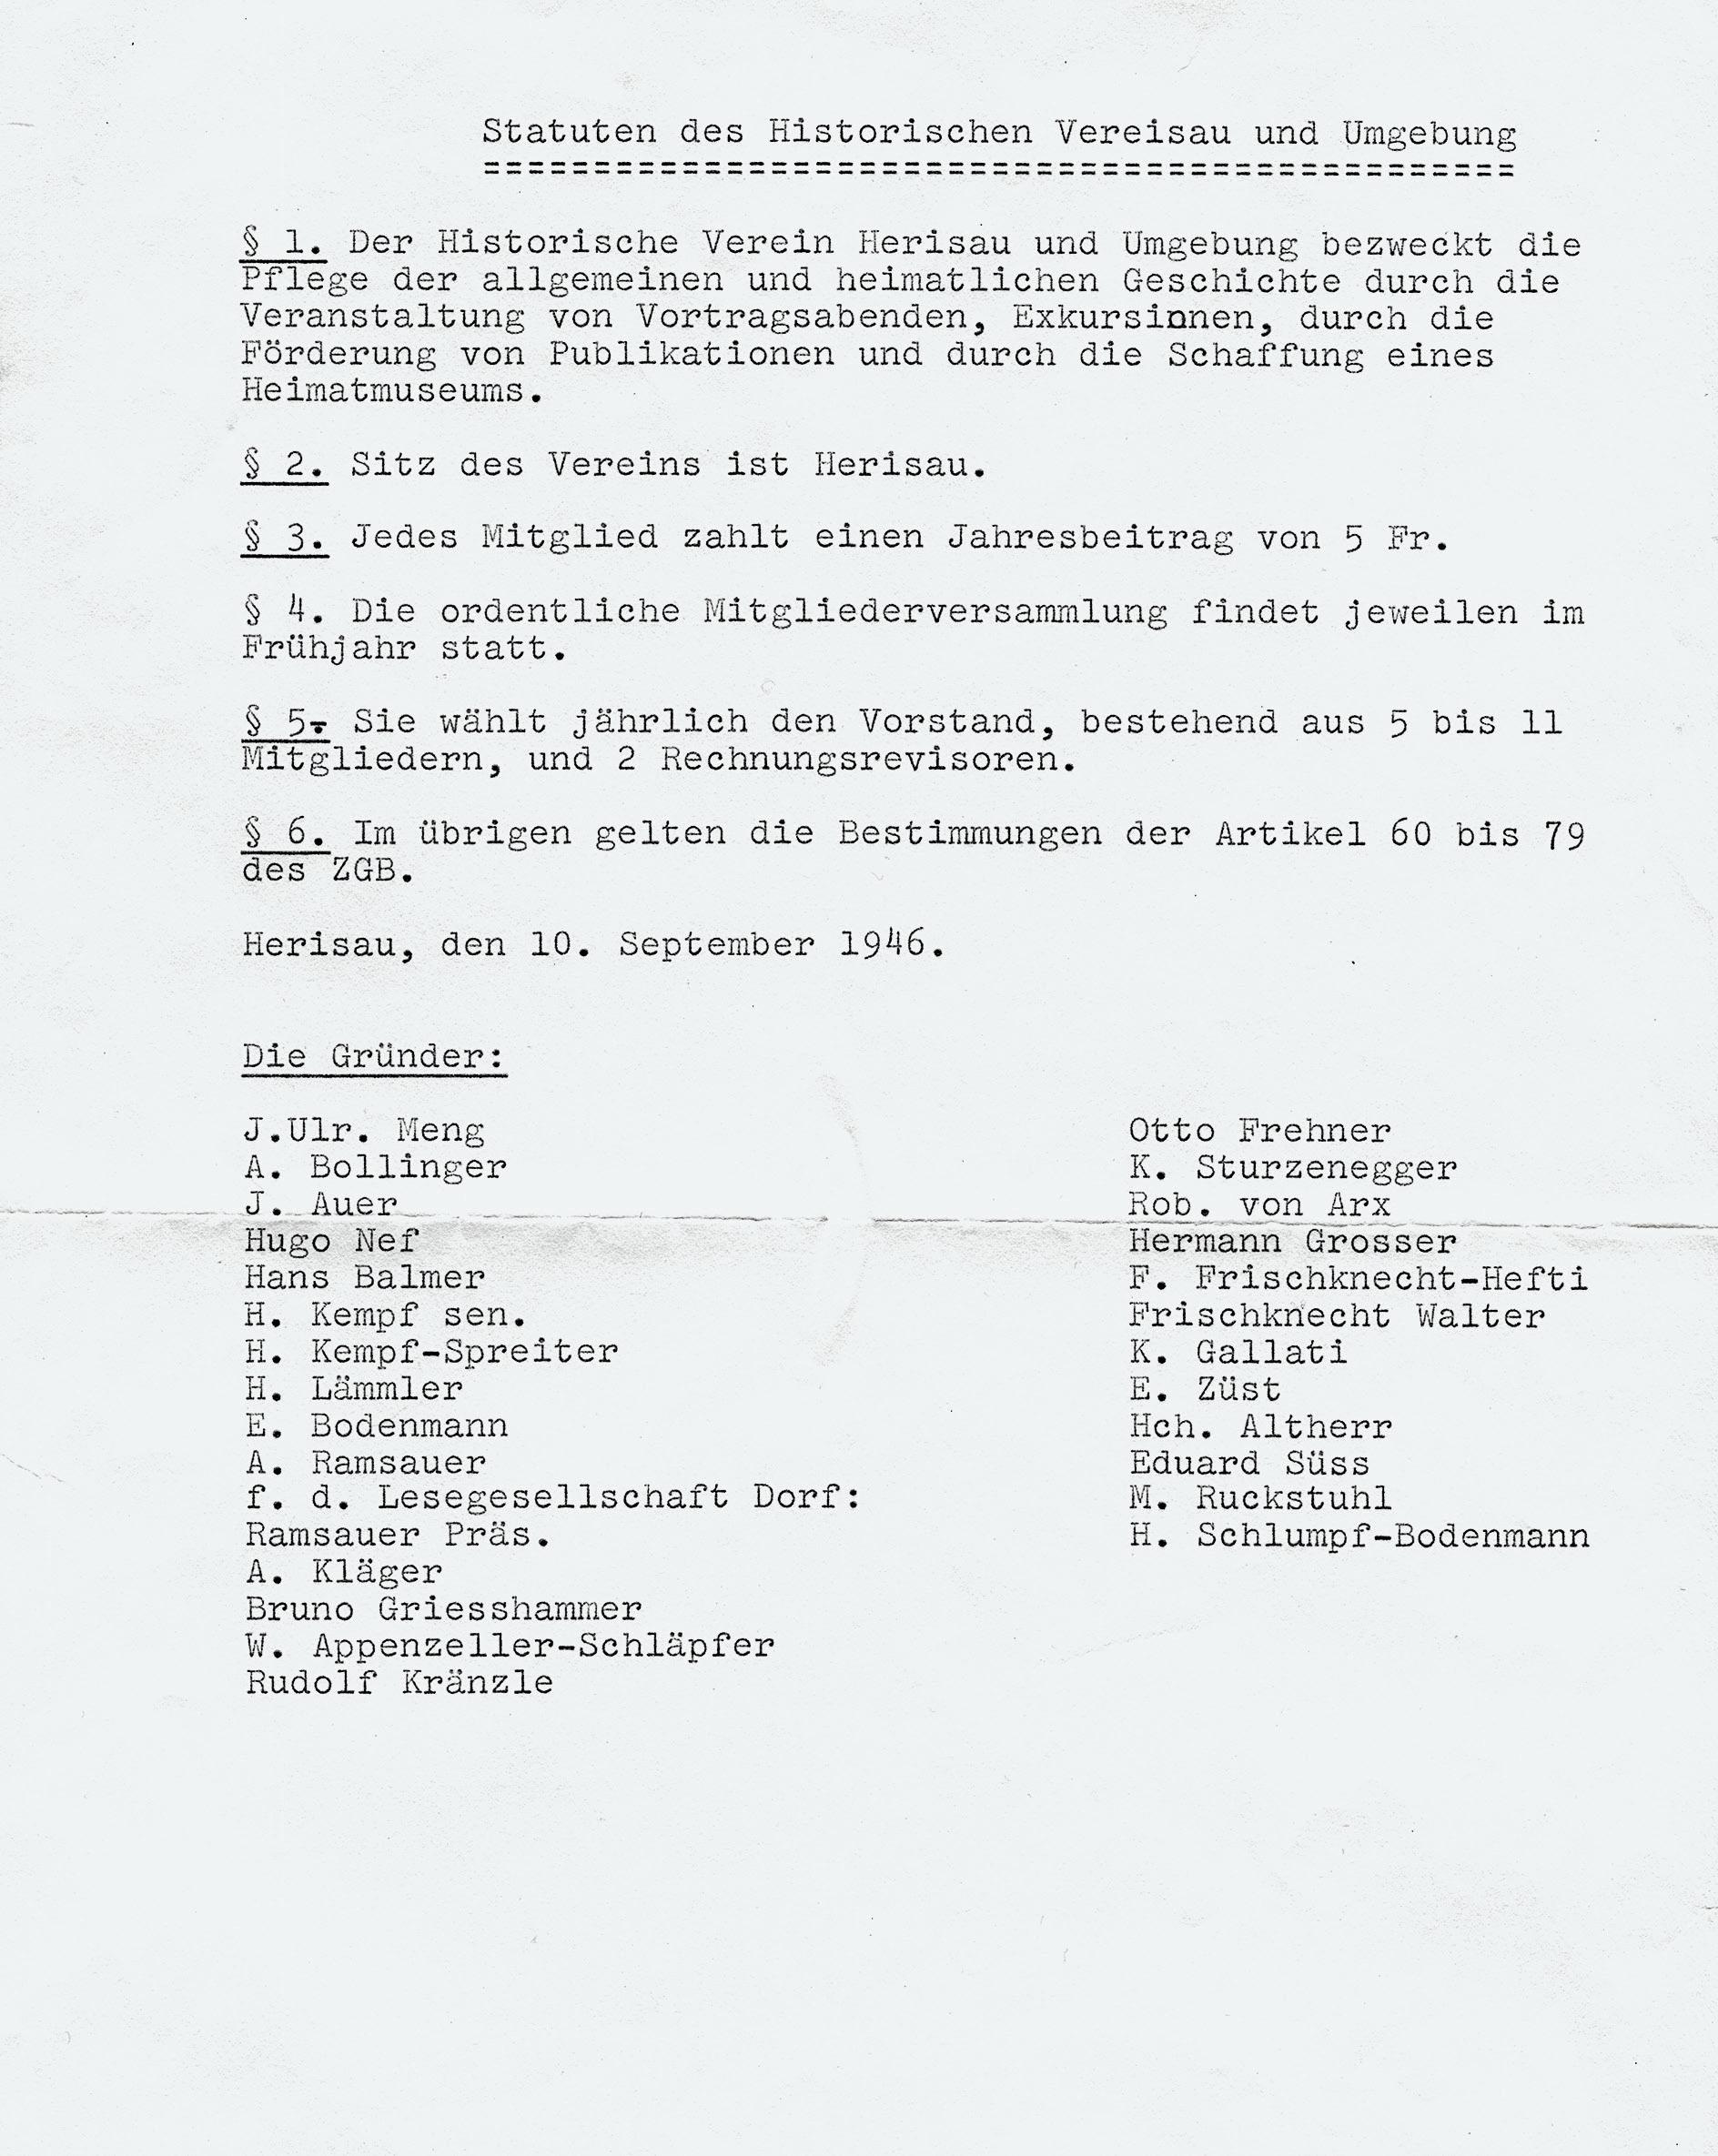 Statuten des Historischen Vereisau und Umgebung
===============================================
§ 1. Der Historische Verein Herisau und Umgebung bezweckt die
Pflege der allgemeinen und heimatlichen Geschichte durch die
Veranstaltung von Vortragsabenden, Exkursinnen, durch die
Förderung von Publikationen und durch die Schaffung eines
Heimatmuseums.
§ 2. Sitz des Vereins ist Herisau.
§ 3. Jedes Mitglied zahlt einen Jahresbeitrag von 5 Fr.
§ 4. Die ordentliche Mitgliederversammlung findet jeweilen im
Frühjahr statt.
§ 5. Sie wählt jährlich den Vorstand, bestehend aus 5 bis 11
Mitgliedern, und 2 Rechnungsrevisoren.
§ 6. Im übrigen gelten die Bestimmungen der Artikel 60 bis 79
des ZGB.
Herisau, den 10. September 1946.
Die Gründer:
J.Ulr. Meng
A. Bollinger
J. Auer
Hugo Nef
Hans Balmer
H. Kempf sen.
H. Kempf-Spreiter
H. Lämmler
E. Bodenmann
A. Ramsauer
f. d. Lesegesellschaft Dorf:
Ramsauer Präs.
A. Kläger
Bruno Griesshammer
W. Appenzeller-Schläpfer
Rudolf Kränzle
Otto Frehner
K. Sturzenegger
Rob. von Arx
Hermann Grosser
F. Frischknecht-Hefti
Frischknecht Walter
K. Gallati
E. Züst
Hch. Altherr
Eduard Süss
M. Ruckstuhl
H. Schlumpf-Bodenmann